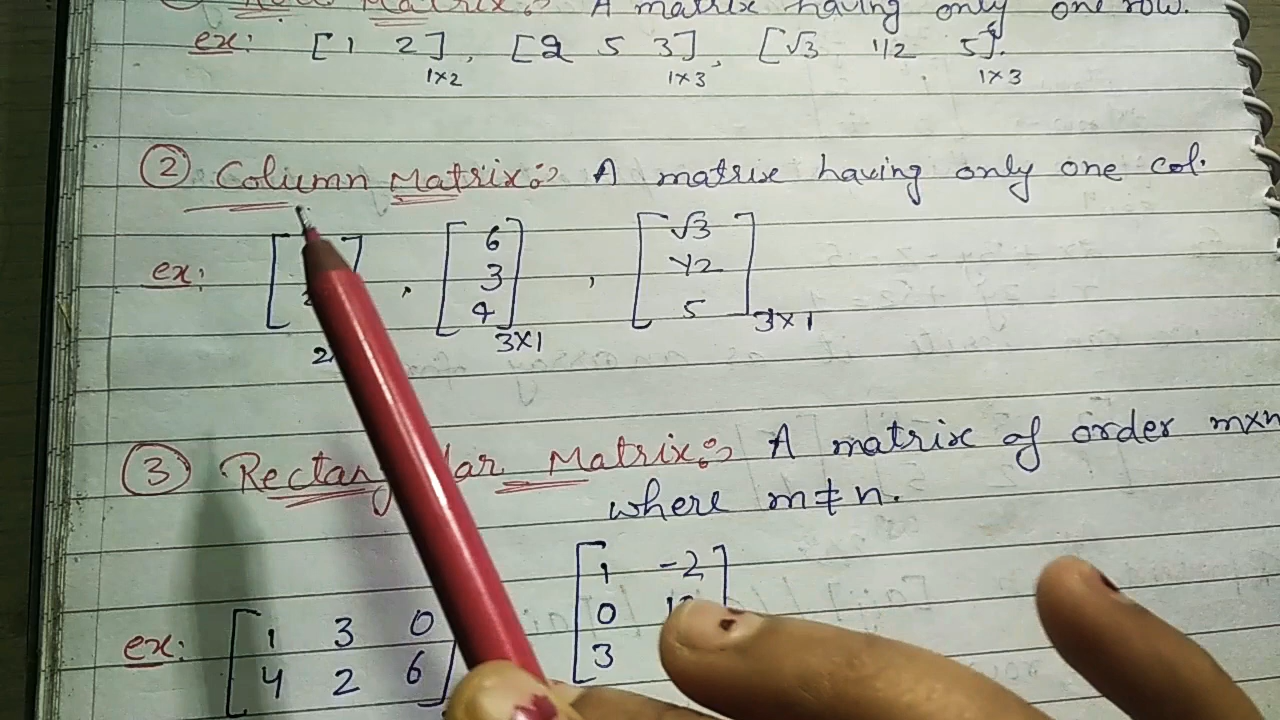 Row Matrix:> A matrix having only one row.
ex: [1 2] 1x2, [2 5 3] 1x3, [√3 1/2 5] 1x3
② Column Matrix:> A matrix having only one col.
ex: [ ], [6 3 4] 3x1, [√3 1/2 5] 3x1
③ Matrix:> A matrix of order mxn
where m≠n.
ex: [1 3 0
4 2 6] [1 -2
0
3